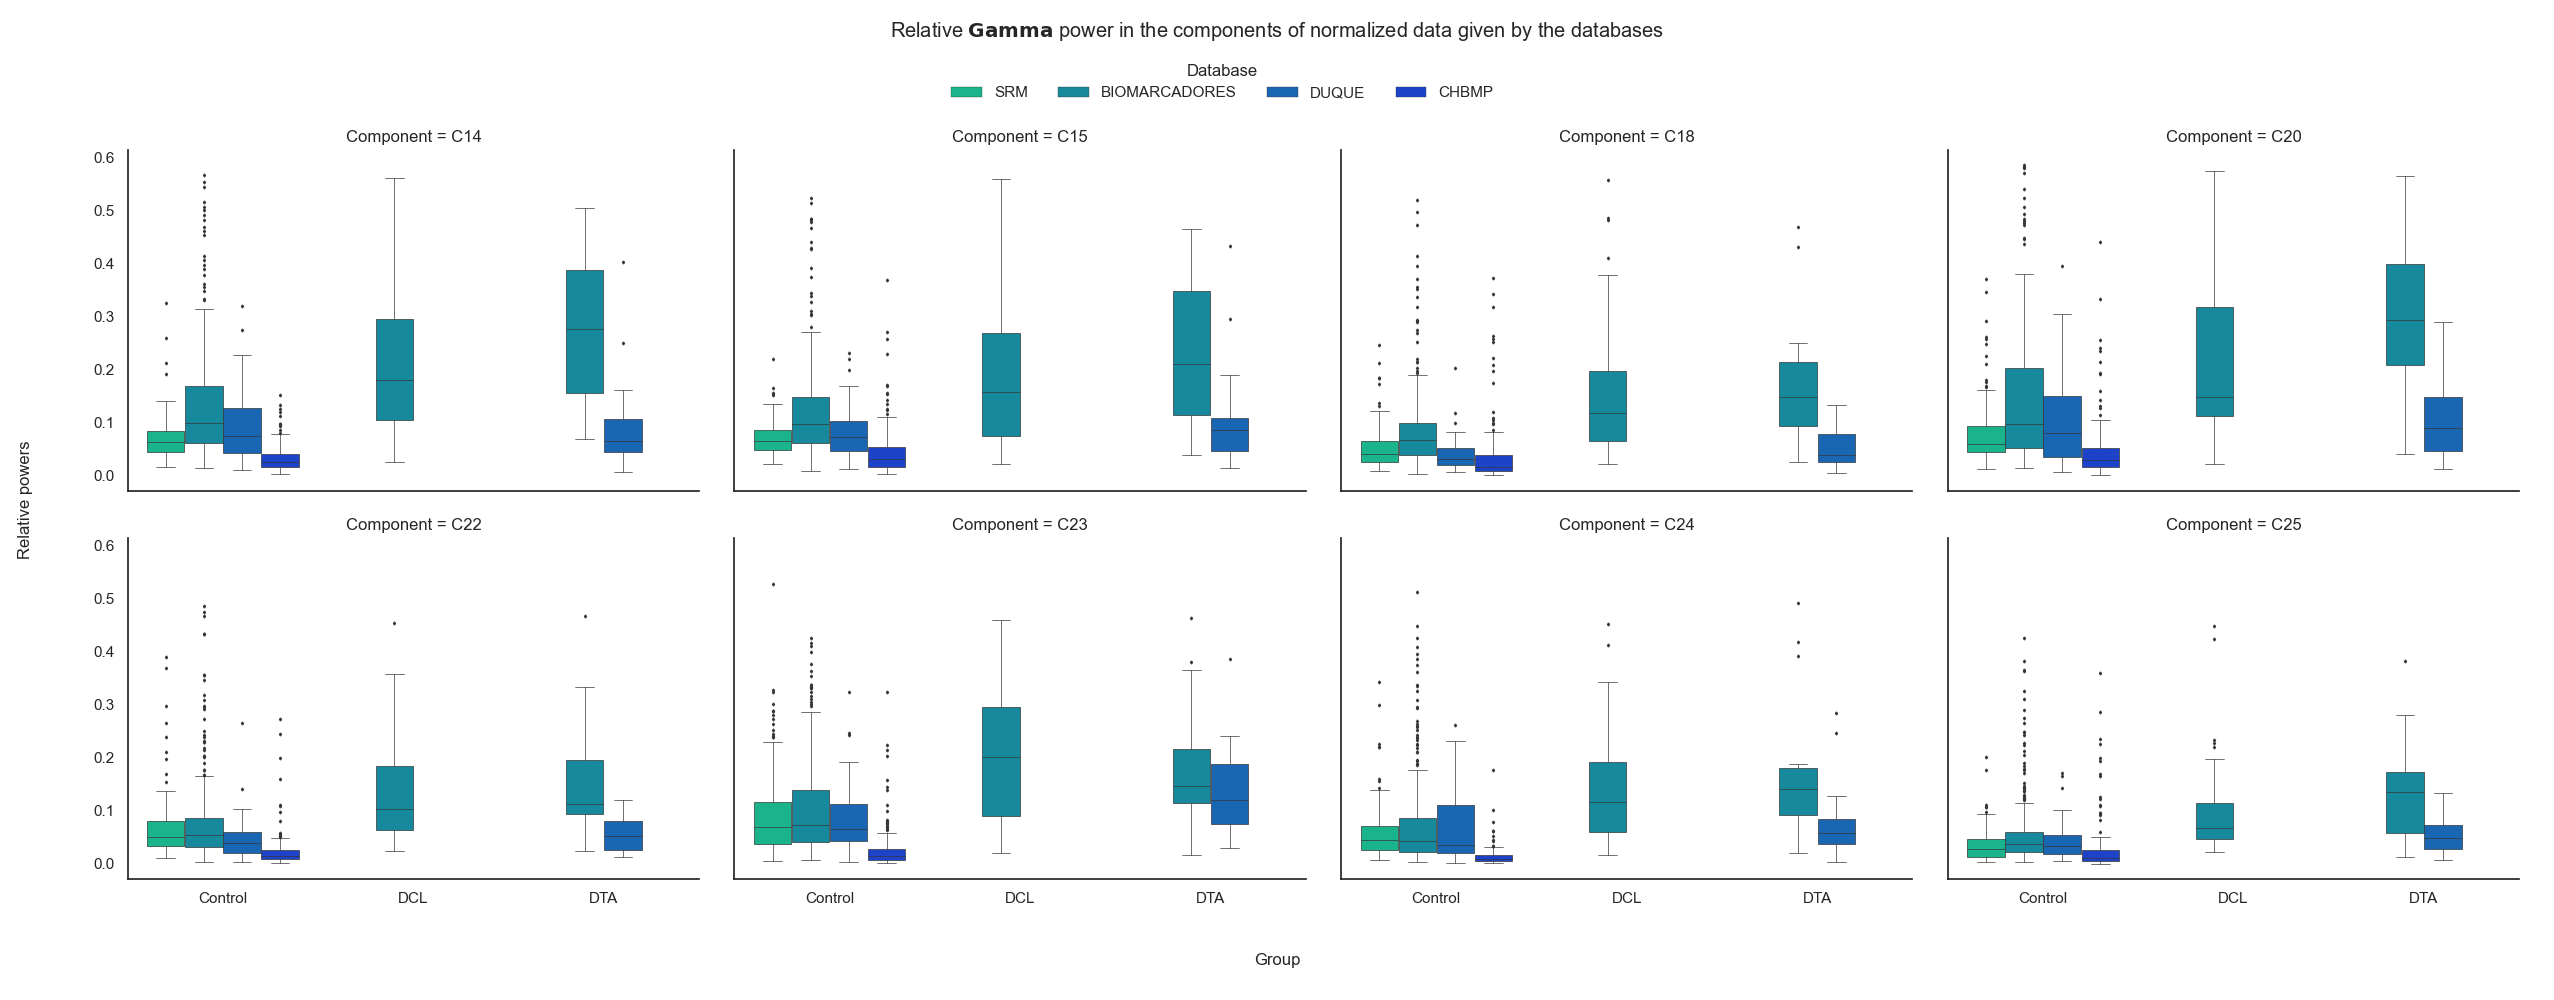 Relative Gamma power in the components of normalized data given by the databases
Database
SRM BIOMARCADORES DUQUE CHBMP
Component = C14 Component = C15 Component = C18 Component = C20
0.6
0.5
0.4
0.3
0.2
0.1
0.0
Relative powers
Component = C22 Component = C23 Component = C24 Component = C25
0.6
0.5
0.4
0.3
0.2
0.1
0.0
Control DCL DTA Control DCL DTA Control DCL DTA Control DCL DTA
Group